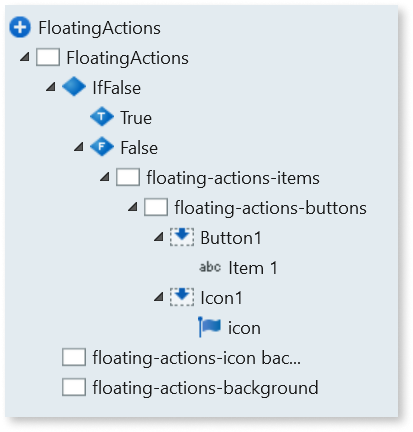 FloatingActions
FloatingActions
IfFalse
T True
F False
floating-actions-items
floating-actions-buttons
Button1
abc Item 1
Icon1
icon
floating-actions-icon bac...
floating-actions-background